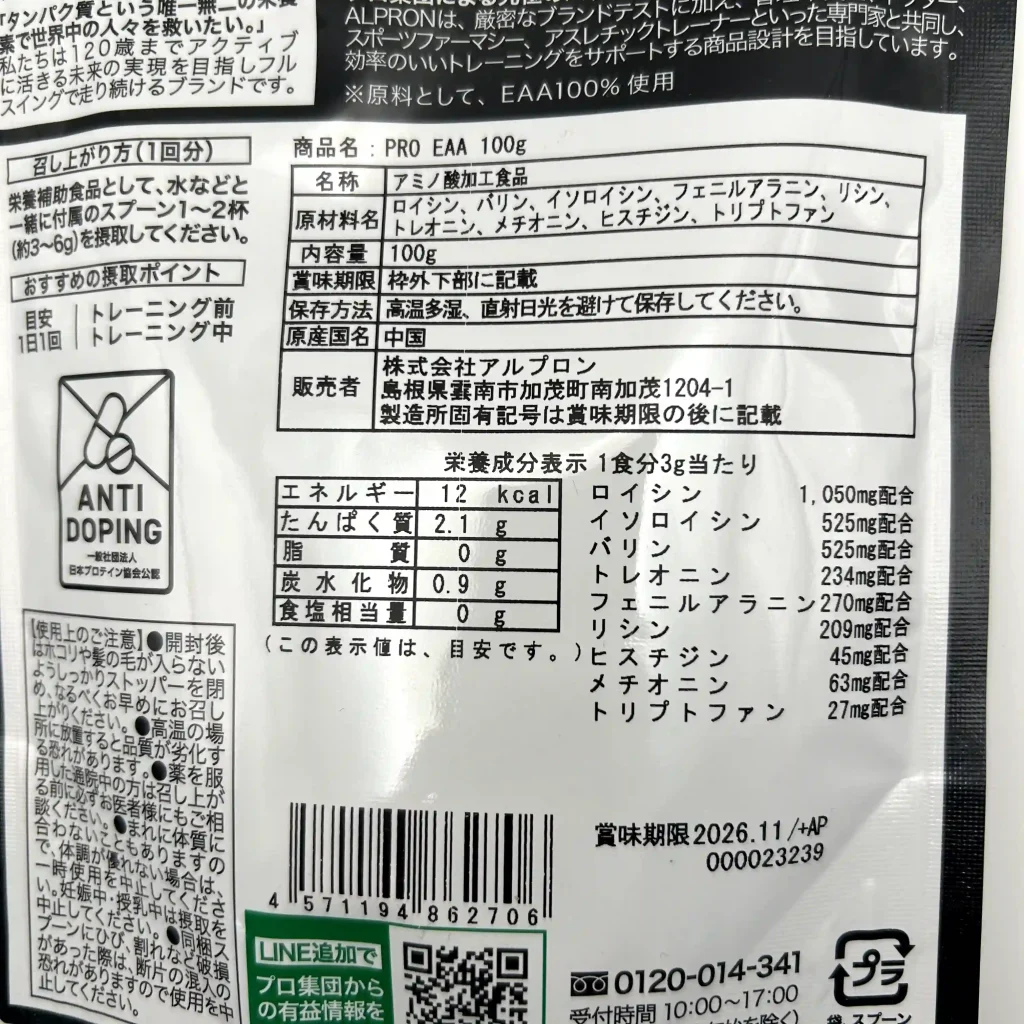 「タンパク質という唯一無二の栄養
素で世界中の人々を救いたい。」
私たちは120歳までアクティブ
に活きる未来の実現を目指しフル
スイングで走り続けるブランドです。
ALPRONは、厳密なブランドテストに加え、
スポーツファーマシー、アスレチックトレーナーといった専門家と共同し、
効率のいいトレーニングをサポートする商品設計を目指しています。
※原料として、EAA100% 使用
召し上がり方(1回分)
栄養補助食品として、水などと
一緒に付属のスプーン1〜2杯
(約3〜6g)を摂取してください。
おすすめの摂取ポイント
目安
1日1回
トレーニング前
トレーニング中
ANTI
DOPING
一般社団法人
日本プロテイン協会公認
【使用上のご注意】●開封後
はホコリや髪の毛が入らない
ようしっかりストッパーを閉
め、なるべくお早めにお召し
上がりください。●高温の場
所に放置すると品質が劣化す
る恐れがあります。●薬を服
用した通院中の方は召し上が
る前に必ずお医者様にもご相
談ください。●まれに体質に
合わないこともありますの
で、体調が優れない場合は、
一時使用を中止してくださ
い。妊娠中・授乳中は摂取を
中止してください。●同梱ス
プーンにひび、割れなど破損
があった際は、断片の混入の
恐れがありますので使用を中
止してください。
商品名:PRO EAA 100g
名称 アミノ酸加工食品
原材料名 ロイシン、バリン、イソロイシン、フェニルアラニン、リシン、
トレオニン、メチオニン、ヒスチジン、トリプトファン
内容量 100g
賞味期限 枠外下部に記載
保存方法 高温多湿、直射日光を避けて保存してください。
原産国名 中国
販売者 株式会社アルプロン
島根県雲南市加茂町南加茂1204-1
製造所固有記号は賞味期限の後に記載
栄養成分表示 1食分3g当たり
エネルギー 12 kcal
たんぱく質 2.1 g
脂質 0 g
炭水化物 0.9 g
食塩相当量 0 g
(この表示値は、目安です。)
ロイシン 1,050mg配合
イソロイシン 525mg配合
バリン 525mg配合
トレオニン 234mg配合
フェニルアラニン 270mg配合
リシン 209mg配合
ヒスチジン 45mg配合
メチオニン 63mg配合
トリプトファン 27mg配合
賞味期限 2026.11/+AP
000023239
4 571194 862706
LINE追加で
プロ集団から
の有益情報を
0120-014-341
受付時間 10:00〜17:00
プラ
袋、スプーン